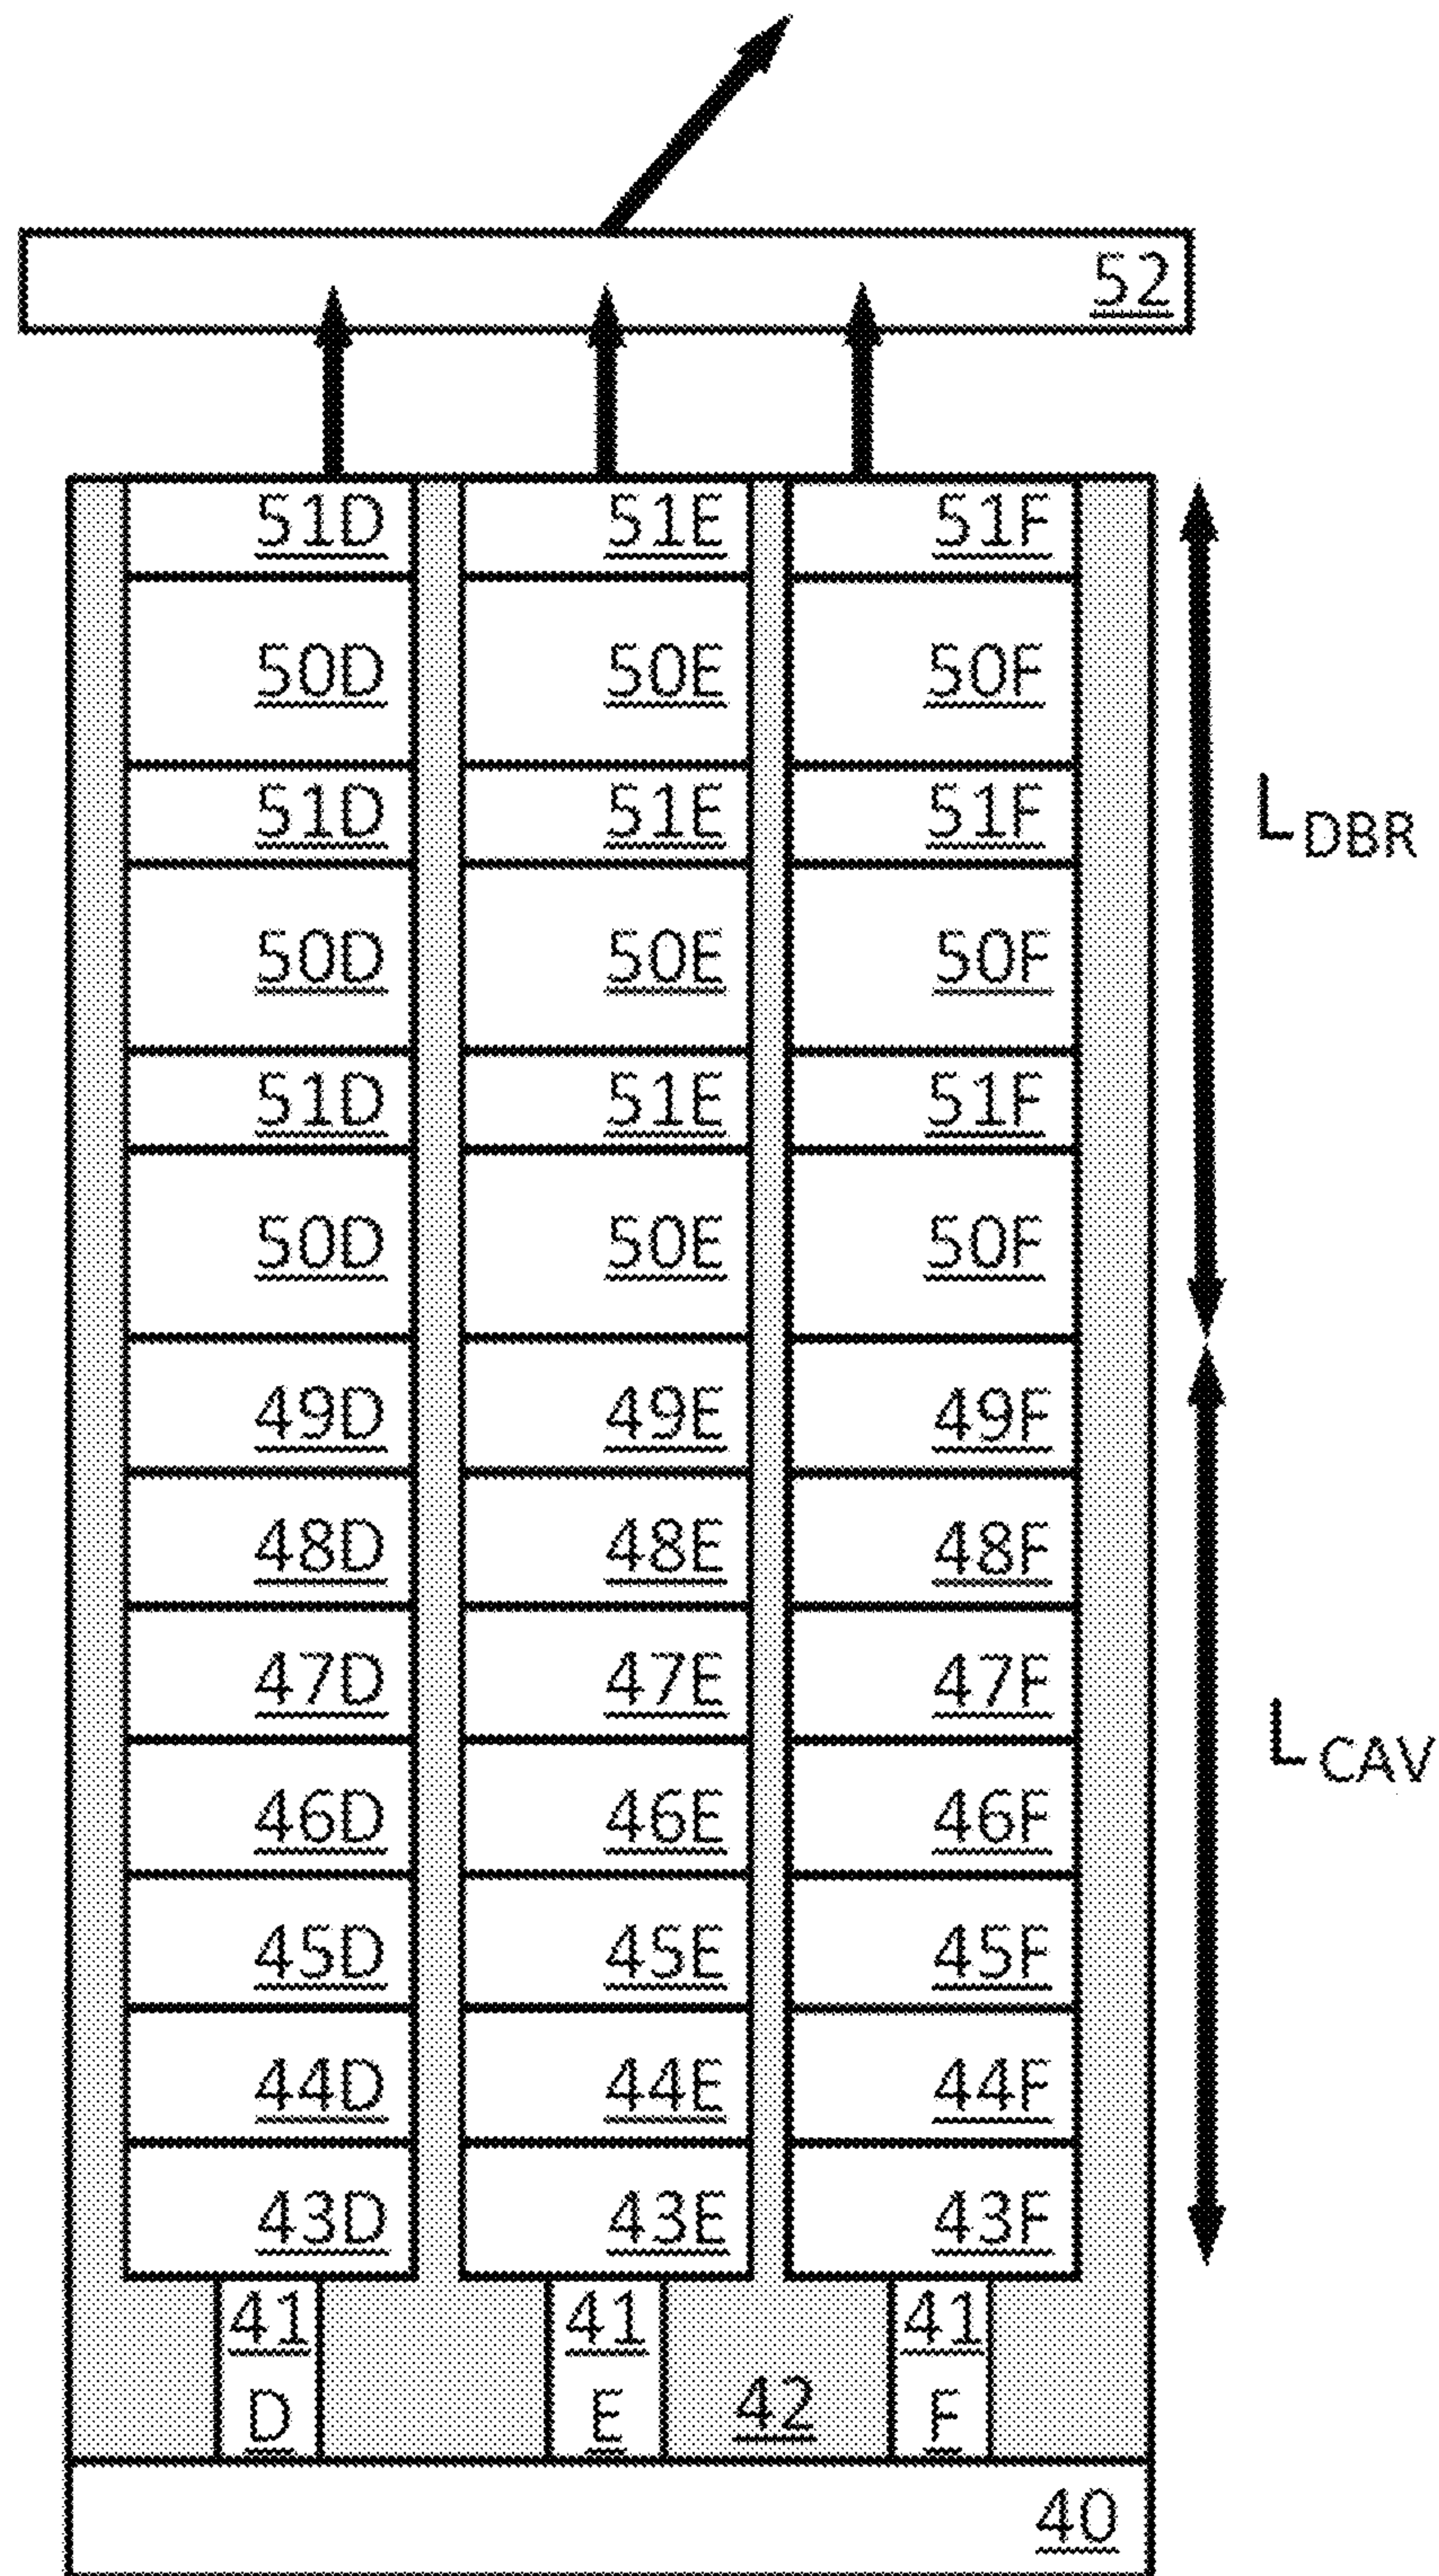 52
51D 51E 51F
50D 50E 50F
51D 51E 51F
L DBR
50D 50E 50F
51D 51E 51F
50D 50E 50F
49D 49E 49F
48D 48E 48F
47D 47E 47F
L CAV
46D 46E 46F
45D 45E 45F
44D 44E 44F
43D 43E 43F
41 41 41
D E 42 F
40